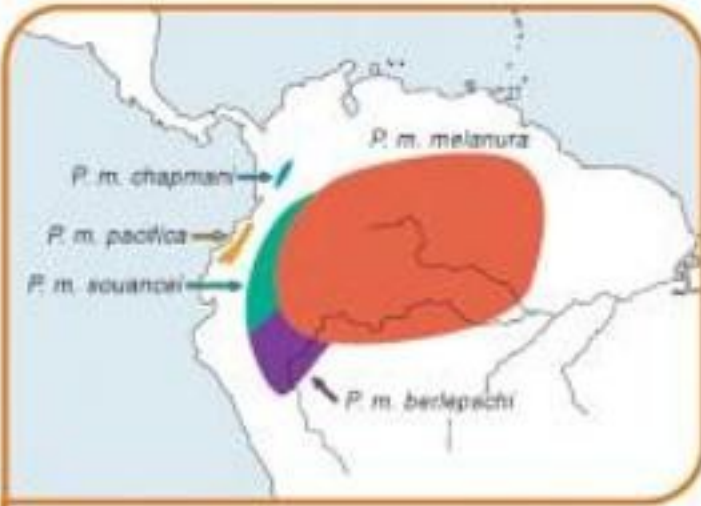 P. m. melanura
P. m. chapmani
P. m. pacifica
P. m. souancei
P. m. berlepschi